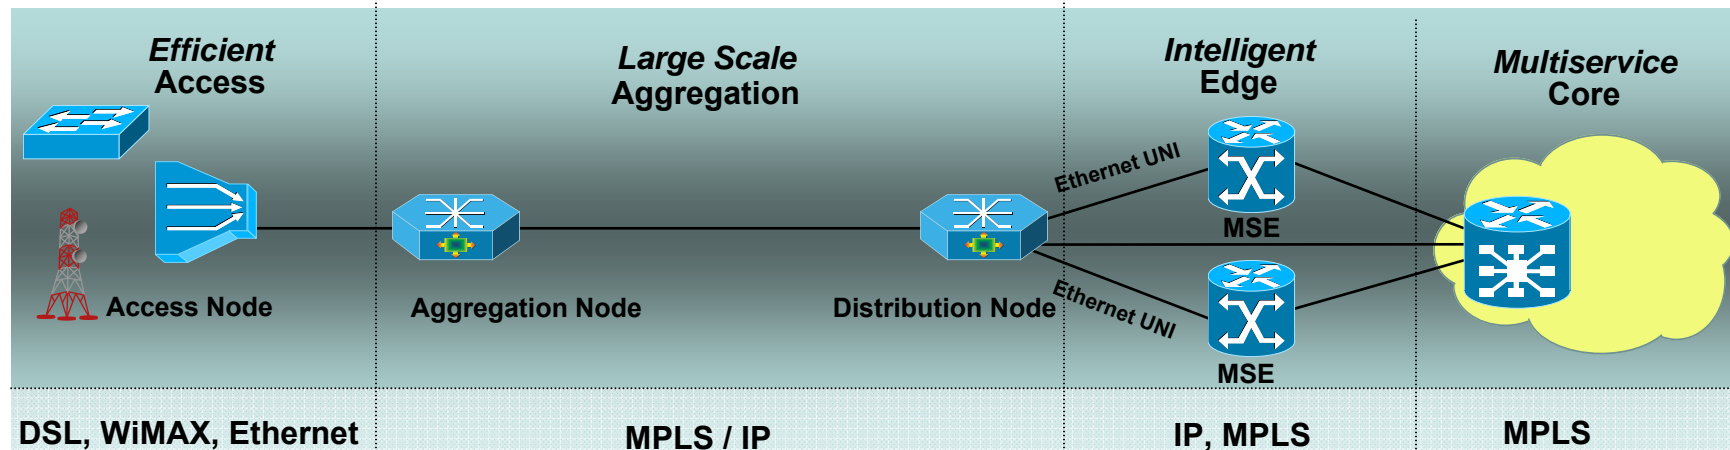 Efficient
Access
Large Scale
Aggregation
Intelligent
Edge
Multiservice
Core
Ethernet UNI
MSE
Access Node
Aggregation Node
Distribution Node
Ethernet UNI
MSE
DSL, WiMAX, Ethernet
MPLS / IP
IP, MPLS
MPLS